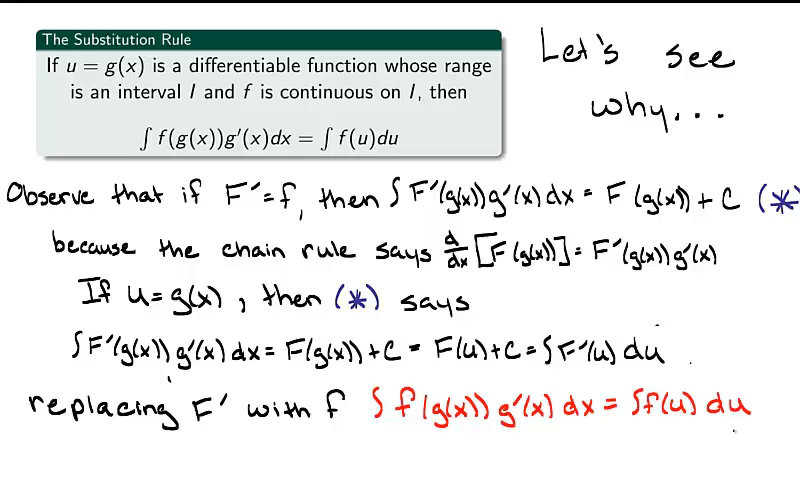 The Substitution Rule
If u = g(x) is a differentiable function whose range
is an interval I and f is continuous on I, then
∫ f(g(x))g′(x)dx = ∫ f(u)du
Let's see
why...
Observe that if F′=f, then ∫ F′(g(x)) g′(x) dx = F(g(x)) + C (*)
because the chain rule says d/dx [F(g(x))] = F′(g(x)) g′(x)
If u = g(x), then (*) says
∫ F′(g(x)) g′(x) dx = F(g(x)) + C = F(u) + C = ∫ F′(u) du
replacing F′ with f ∫ f(g(x)) g′(x) dx = ∫ f(u) du